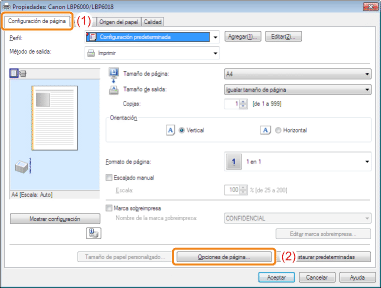 Propiedades: Canon LBP6000/LBP6018
Configuración de página
(1)
Origen del papel
Calidad
Perfil:
Configuración predeterminada
Agregar(1)...
Editar(2)...
Método de salida:
Imprimir
Tamaño de página:
A4
Tamaño de salida:
Igualar tamaño de página
Copias:
1
[de 1 a 999]
Orientación
A
Vertical
A
Horizontal
Formato de página:
1
1 en 1
Escalado manual
Escala:
100
% [de 25 a 200]
A4 [Escala: Auto]
Marca sobreimpresa
Mostrar configuración
Nombre de la marca sobreimpresa:
CONFIDENCIAL
Editar marca sobreimpresa...
Tamaño de papel personalizado...
Opciones de página...
(2)
staurar predeterminadas
Aceptar
Cancelar
Ayuda